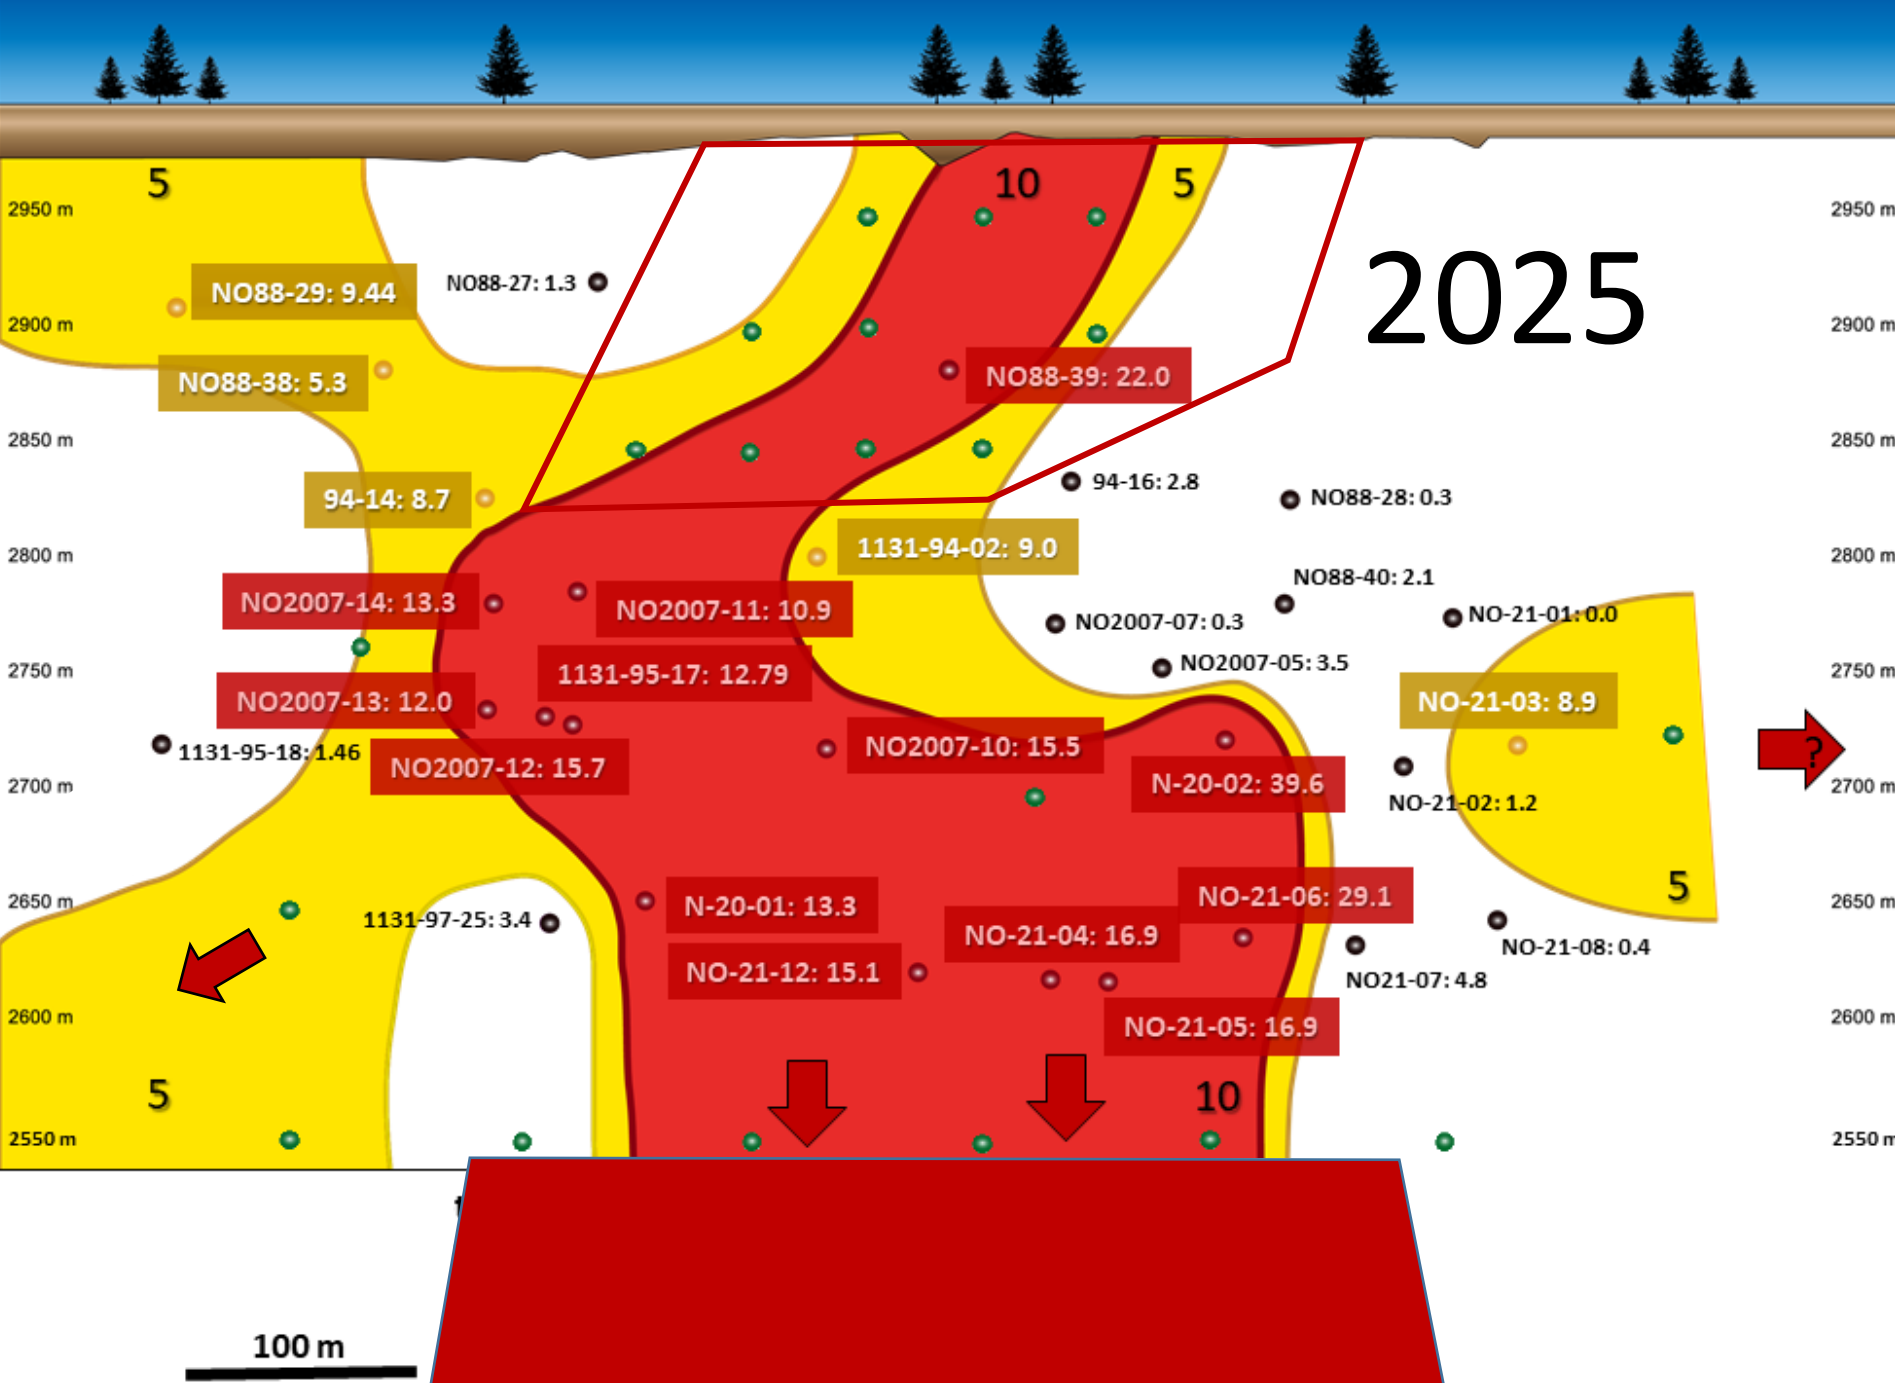 5
10
5
2950 m
2950 m
2025
NO88-29: 9.44
NO88-27: 1.3
2900 m
2900 m
NO88-38: 5.3
NO88-39: 22.0
2850 m
2850 m
94-14: 8.7
94-16: 2.8
NO88-28: 0.3
1131-94-02: 9.0
2800 m
2800 m
NO88-40: 2.1
NO2007-14: 13.3
NO2007-11: 10.9
NO2007-07: 0.3
NO-21-01: 0.0
2750 m
1131-95-17: 12.79
NO2007-05: 3.5
2750 m
NO2007-13: 12.0
NO-21-03: 8.9
1131-95-18: 1.46
NO2007-12: 15.7
NO2007-10: 15.5
?
2700 m
N-20-02: 39.6
2700 m
NO-21-02: 1.2
5
2650 m
1131-97-25: 3.4
N-20-01: 13.3
NO-21-06: 29.1
2650 m
NO-21-04: 16.9
NO-21-08: 0.4
NO-21-12: 15.1
NO21-07: 4.8
2600 m
NO-21-05: 16.9
2600 m
5
10
2550 m
2550 m
100 m